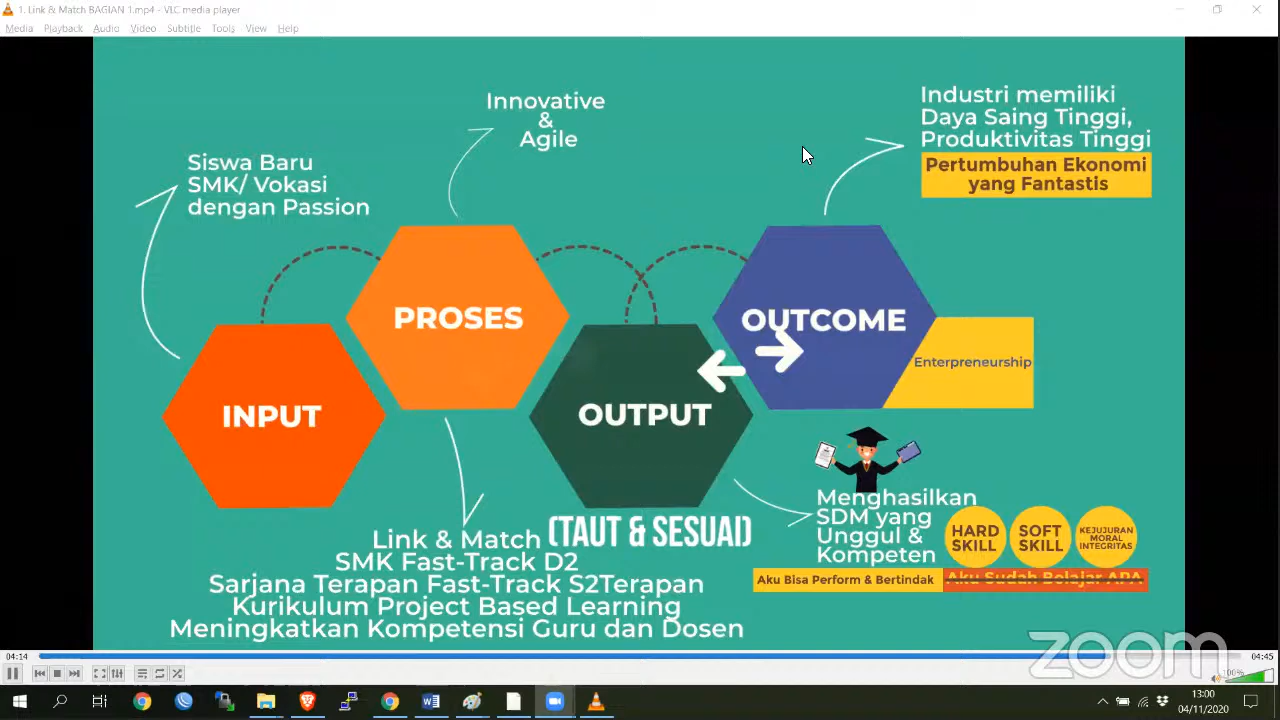 1. Link & Match BAGIAN 1.mp4 - VLC media player
Media Playback Audio Video Subtitle Tools View Help
Innovative
&
Agile
Industri memiliki
Daya Saing Tinggi,
Produktivitas Tinggi
Pertumbuhan Ekonomi
yang Fantastis
Siswa Baru
SMK/ Vokasi
dengan Passion
PROSES
OUTCOME
Enterpreneurship
INPUT
OUTPUT
Menghasilkan
SDM yang
Unggul &
Kompeten
HARD
SKILL
SOFT
SKILL
KEJUJURAN
MORAL
INTEGRITAS
Aku Bisa Perform & Bertindak
Aku Sudah Belajar APA
Link & Match (TAUT & SESUAI)
SMK Fast-Track D2
Sarjana Terapan Fast-Track S2Terapan
Kurikulum Project Based Learning
Meningkatkan Kompetensi Guru dan Dosen
zoom
04:14
04:45
100%
13:00
04/11/2020